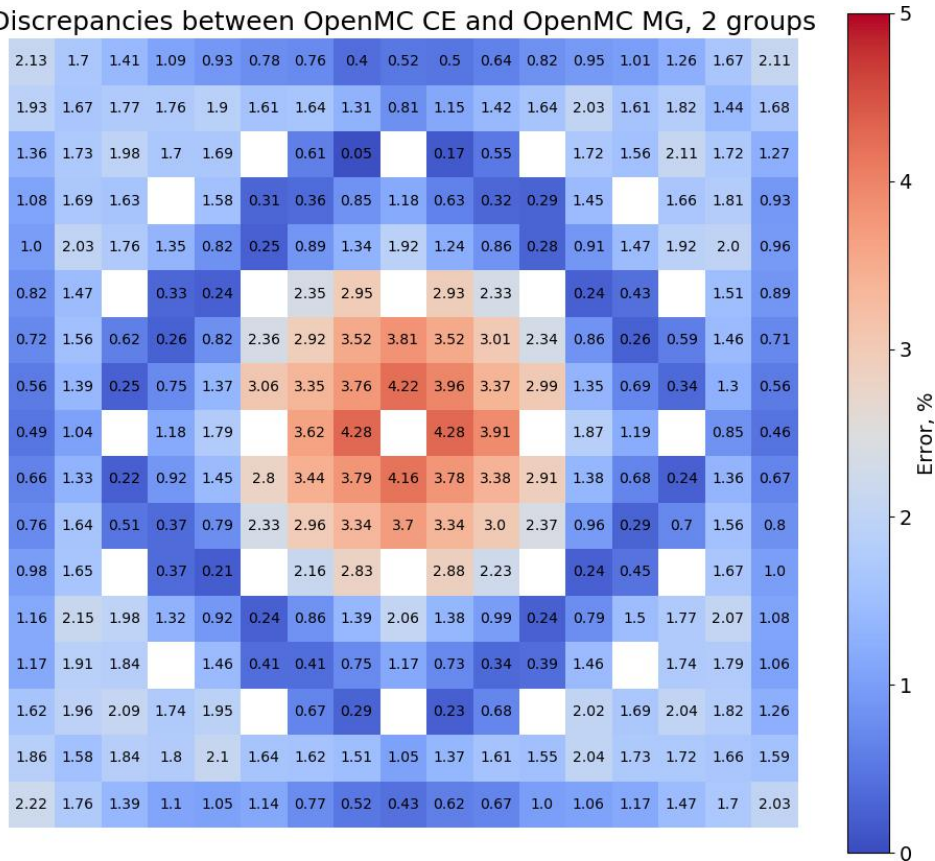 Discrepancies between OpenMC CE and OpenMC MG, 2 groups
2.13 1.7 1.41 1.09 0.93 0.78 0.76 0.4 0.52 0.5 0.64 0.82 0.95 1.01 1.26 1.67 2.11
1.93 1.67 1.77 1.76 1.9 1.61 1.64 1.31 0.81 1.15 1.42 1.64 2.03 1.61 1.82 1.44 1.68
1.36 1.73 1.98 1.7 1.69 0.61 0.05 0.17 0.55 1.72 1.56 2.11 1.72 1.27
1.08 1.69 1.63 1.58 0.31 0.36 0.85 1.18 0.63 0.32 0.29 1.45 1.66 1.81 0.93
1.0 2.03 1.76 1.35 0.82 0.25 0.89 1.34 1.92 1.24 0.86 0.28 0.91 1.47 1.92 2.0 0.96
0.82 1.47 0.33 0.24 2.35 2.95 2.93 2.33 0.24 0.43 1.51 0.89
0.72 1.56 0.62 0.26 0.82 2.36 2.92 3.52 3.81 3.52 3.01 2.34 0.86 0.26 0.59 1.46 0.71
0.56 1.39 0.25 0.75 1.37 3.06 3.35 3.76 4.22 3.96 3.37 2.99 1.35 0.69 0.34 1.3 0.56
0.49 1.04 1.18 1.79 3.62 4.28 4.28 3.91 1.87 1.19 0.85 0.46
0.66 1.33 0.22 0.92 1.45 2.8 3.44 3.79 4.16 3.78 3.38 2.91 1.38 0.68 0.24 1.36 0.67
0.76 1.64 0.51 0.37 0.79 2.33 2.96 3.34 3.7 3.34 3.0 2.37 0.96 0.29 0.7 1.56 0.8
0.98 1.65 0.37 0.21 2.16 2.83 2.88 2.23 0.24 0.45 1.67 1.0
1.16 2.15 1.98 1.32 0.92 0.24 0.86 1.39 2.06 1.38 0.99 0.24 0.79 1.5 1.77 2.07 1.08
1.17 1.91 1.84 1.46 0.41 0.41 0.75 1.17 0.73 0.34 0.39 1.46 1.74 1.79 1.06
1.62 1.96 2.09 1.74 1.95 0.67 0.29 0.23 0.68 2.02 1.69 2.04 1.82 1.26
1.86 1.58 1.84 1.8 2.1 1.64 1.62 1.51 1.05 1.37 1.61 1.55 2.04 1.73 1.72 1.66 1.59
2.22 1.76 1.39 1.1 1.05 1.14 0.77 0.52 0.43 0.62 0.67 1.0 1.06 1.17 1.47 1.7 2.03
5
4
3
2
1
0
Error, %